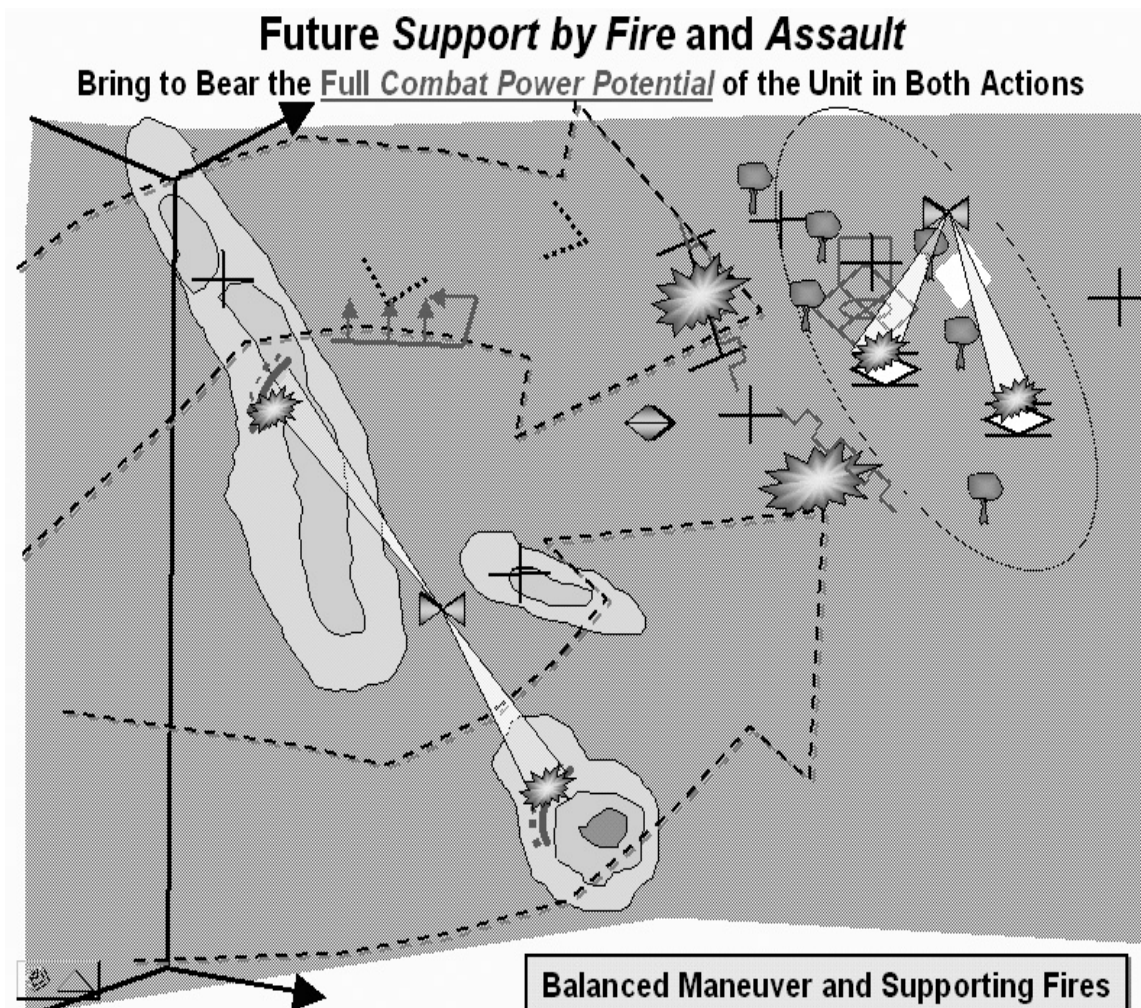 Future Support by Fire and Assault
Bring to Bear the Full Combat Power Potential of the Unit in Both Actions
Balanced Maneuver and Supporting Fires